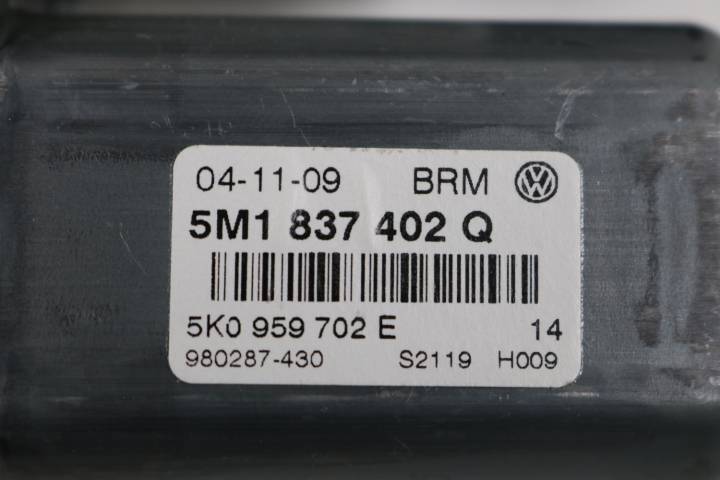 04-11-09 BRM
5M1 837 402 Q
5K0 959 702 E 14
980287-430 S2119 H009